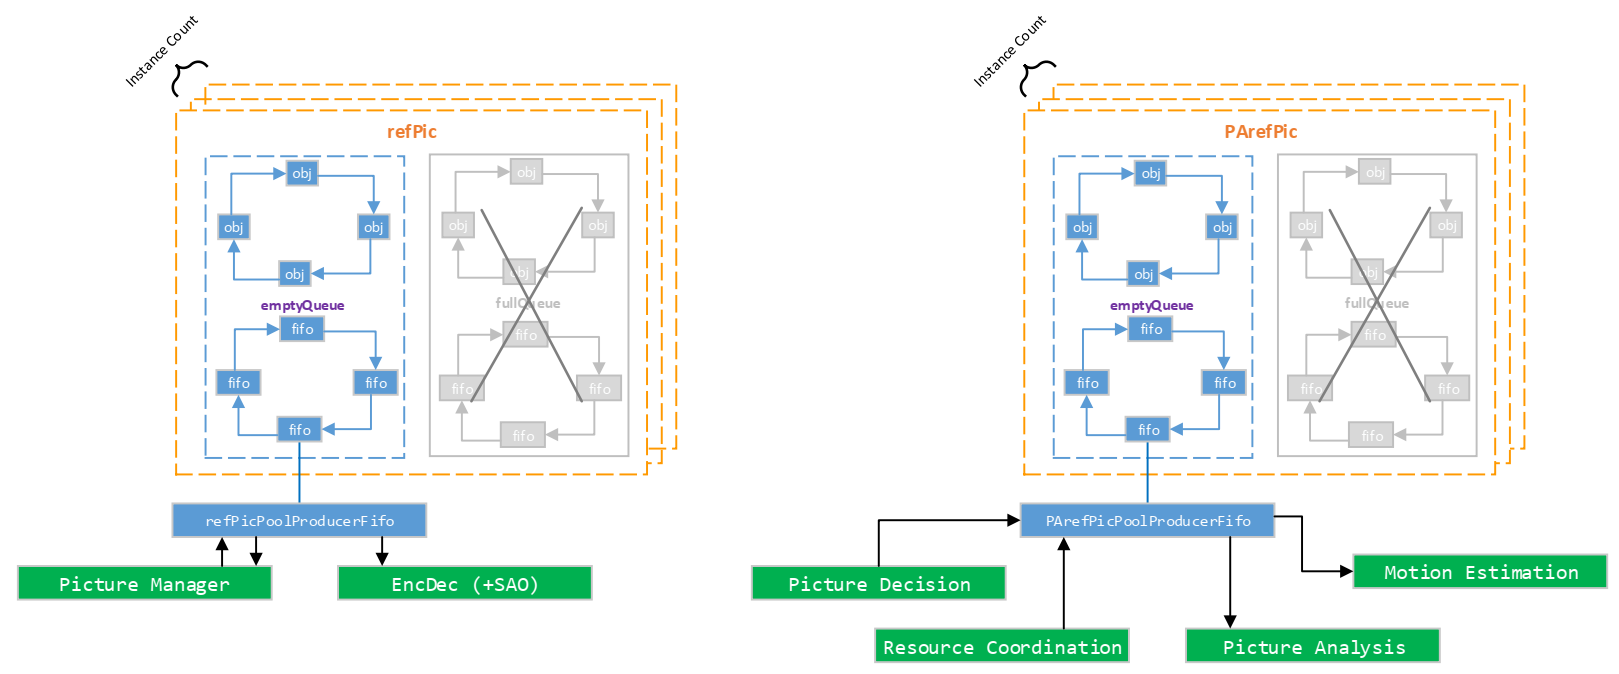 Instance Count
refPic
obj
obj
obj
obj
emptyQueue
fifo
fifo
fifo
fifo
obj
obj
obj
obj
fullQueue
fifo
fifo
fifo
fifo
refPicPoolProducerFifo
Picture Manager
EncDec (+SAO)
Instance Count
PArefPic
obj
obj
obj
obj
emptyQueue
fifo
fifo
fifo
fifo
obj
obj
obj
obj
fullQueue
fifo
fifo
fifo
fifo
PArefPicPoolProducerFifo
Picture Decision
Motion Estimation
Resource Coordination
Picture Analysis